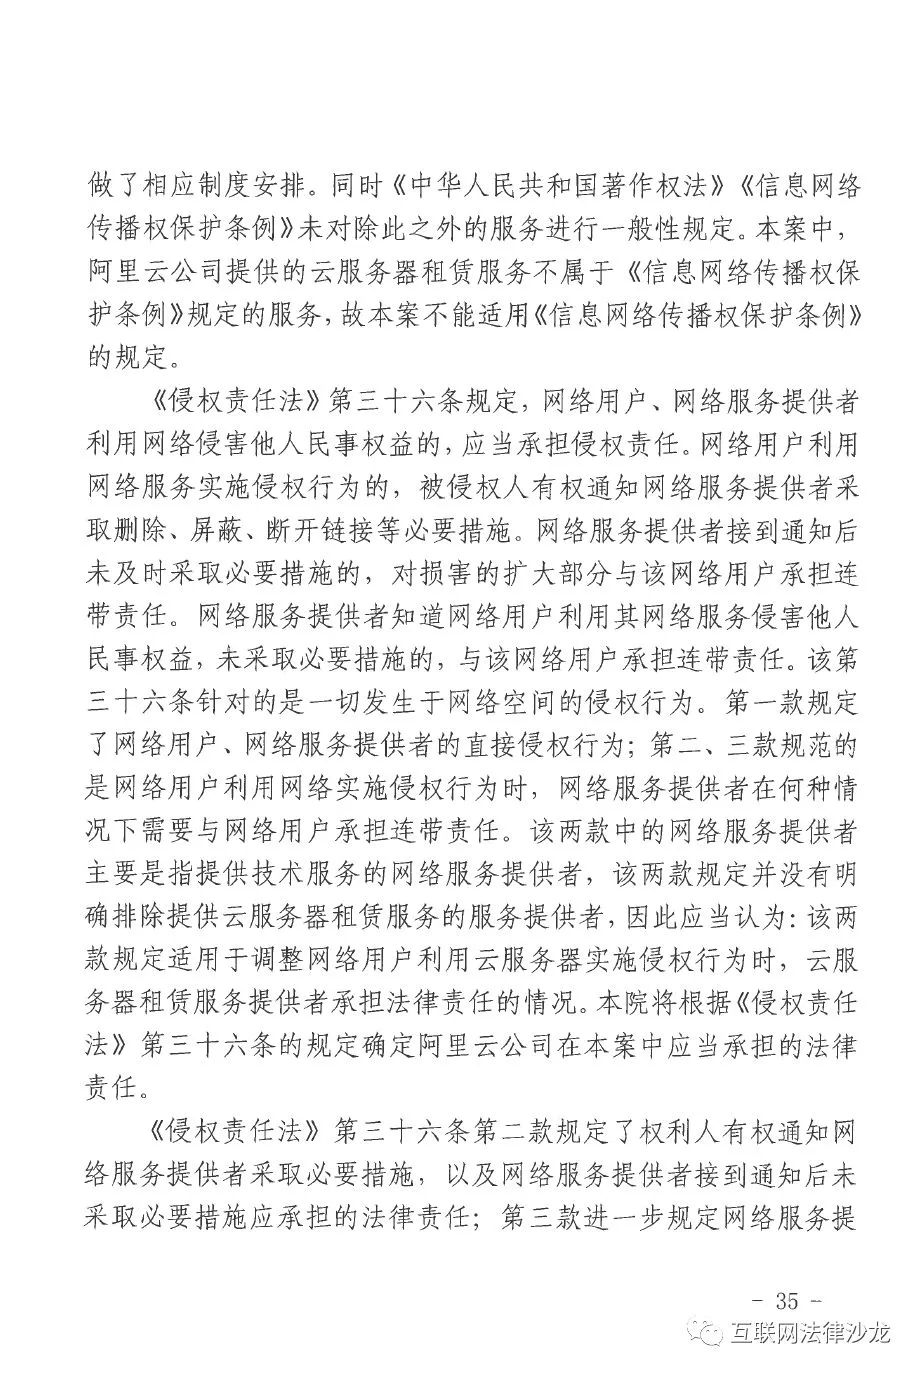 做了相应制度安排。同时《中华人民共和国著作权法》《信息网络
传播权保护条例》未对除此之外的服务进行一般性规定。本案中，
阿里云公司提供的云服务器租赁服务不属于《信息网络传播权保
护条例》规定的服务，故本案不能适用《信息网络传播权保护条例》
的规定。
《侵权责任法》第三十六条规定，网络用户、网络服务提供者
利用网络侵害他人民事权益的，应当承担侵权责任。网络用户利用
网络服务实施侵权行为的，被侵权人有权通知网络服务提供者采
取删除、屏蔽、断开链接等必要措施。网络服务提供者接到通知后
未及时采取必要措施的，对损害的扩大部分与该网络用户承担连
带责任。网络服务提供者知道网络用户利用其网络服务侵害他人
民事权益，未采取必要措施的，与该网络用户承担连带责任。该第
三十六条针对的是一切发生于网络空间的侵权行为。第一款规定
了网络用户、网络服务提供者的直接侵权行为；第二、三款规范的
是网络用户利用网络实施侵权行为时，网络服务提供者在何种情
况下需要与网络用户承担连带责任。该两款中的网络服务提供者
主要是指提供技术服务的网络服务提供者，该两款规定并没有明
确排除提供云服务器租赁服务的服务提供者，因此应当认为：该两
款规定适用于调整网络用户利用云服务器实施侵权行为时，云服
务器租赁服务提供者承担法律责任的情况。本院将根据《侵权责任
法》第三十六条的规定确定阿里云公司在本案中应当承担的法律
责任。
《侵权责任法》第三十六条第二款规定了权利人有权通知网
络服务提供者采取必要措施，以及网络服务提供者接到通知后未
采取必要措施应承担的法律责任；第三款进一步规定网络服务提
- 35 -
互联网法律沙龙